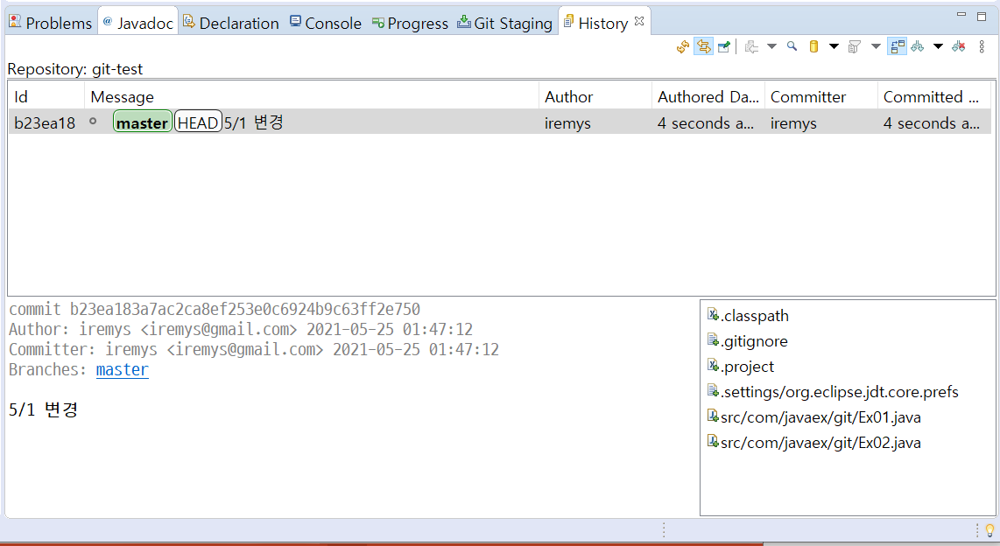 Problems @ Javadoc Declaration Console Progress Git Staging History
Repository: git-test
Id Message Author Authored Da... Committer Committed ...
b23ea18 master HEAD 5/1 변경 iremys 4 seconds a... iremys 4 seconds a...
commit b23ea183a7ac2ca8ef253e0c6924b9c63ff2e750
Author: iremys <iremys@gmail.com> 2021-05-25 01:47:12
Committer: iremys <iremys@gmail.com> 2021-05-25 01:47:12
Branches: master
5/1 변경
.classpath
.gitignore
.project
.settings/org.eclipse.jdt.core.prefs
src/com/javaex/git/Ex01.java
src/com/javaex/git/Ex02.java